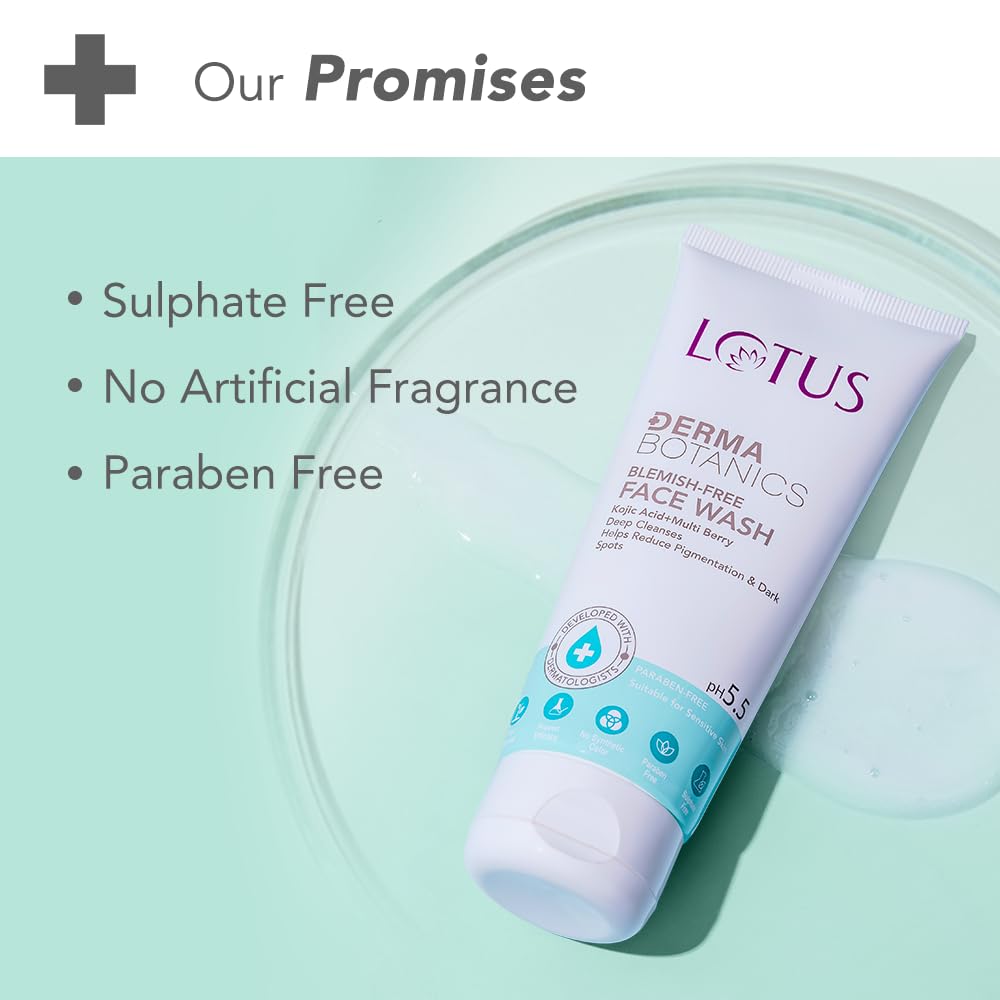 Our Promises
• Sulphate Free
• No Artificial Fragrance
• Paraben Free
LOTUS
DERMA
BOTANICS
BLEMISH-FREE
FACE WASH
Kojic Acid+Multi Berry
Deep Cleanses
Helps Reduce Pigmentation & Dark
Spots
DEVELOPED WITH
DERMATOLOGISTS
PARABEN-FREE
Suitable for Sensitive Skin
pH5.5
No Synthetic
Color
Paraben
Free
Free